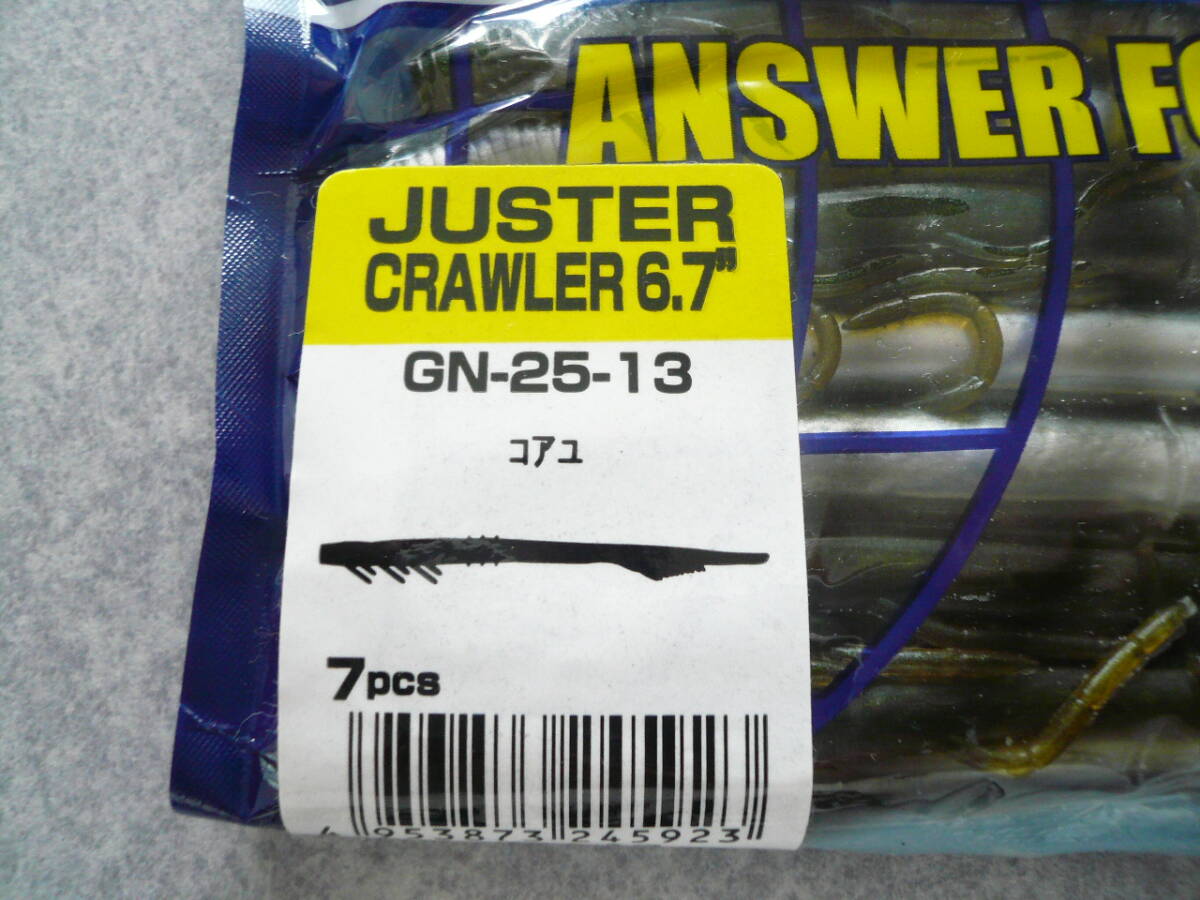 ANSWER FO
JUSTER
CRAWLER 6.7"
GN-25-13
コアユ
7pcs
4 953873 245923